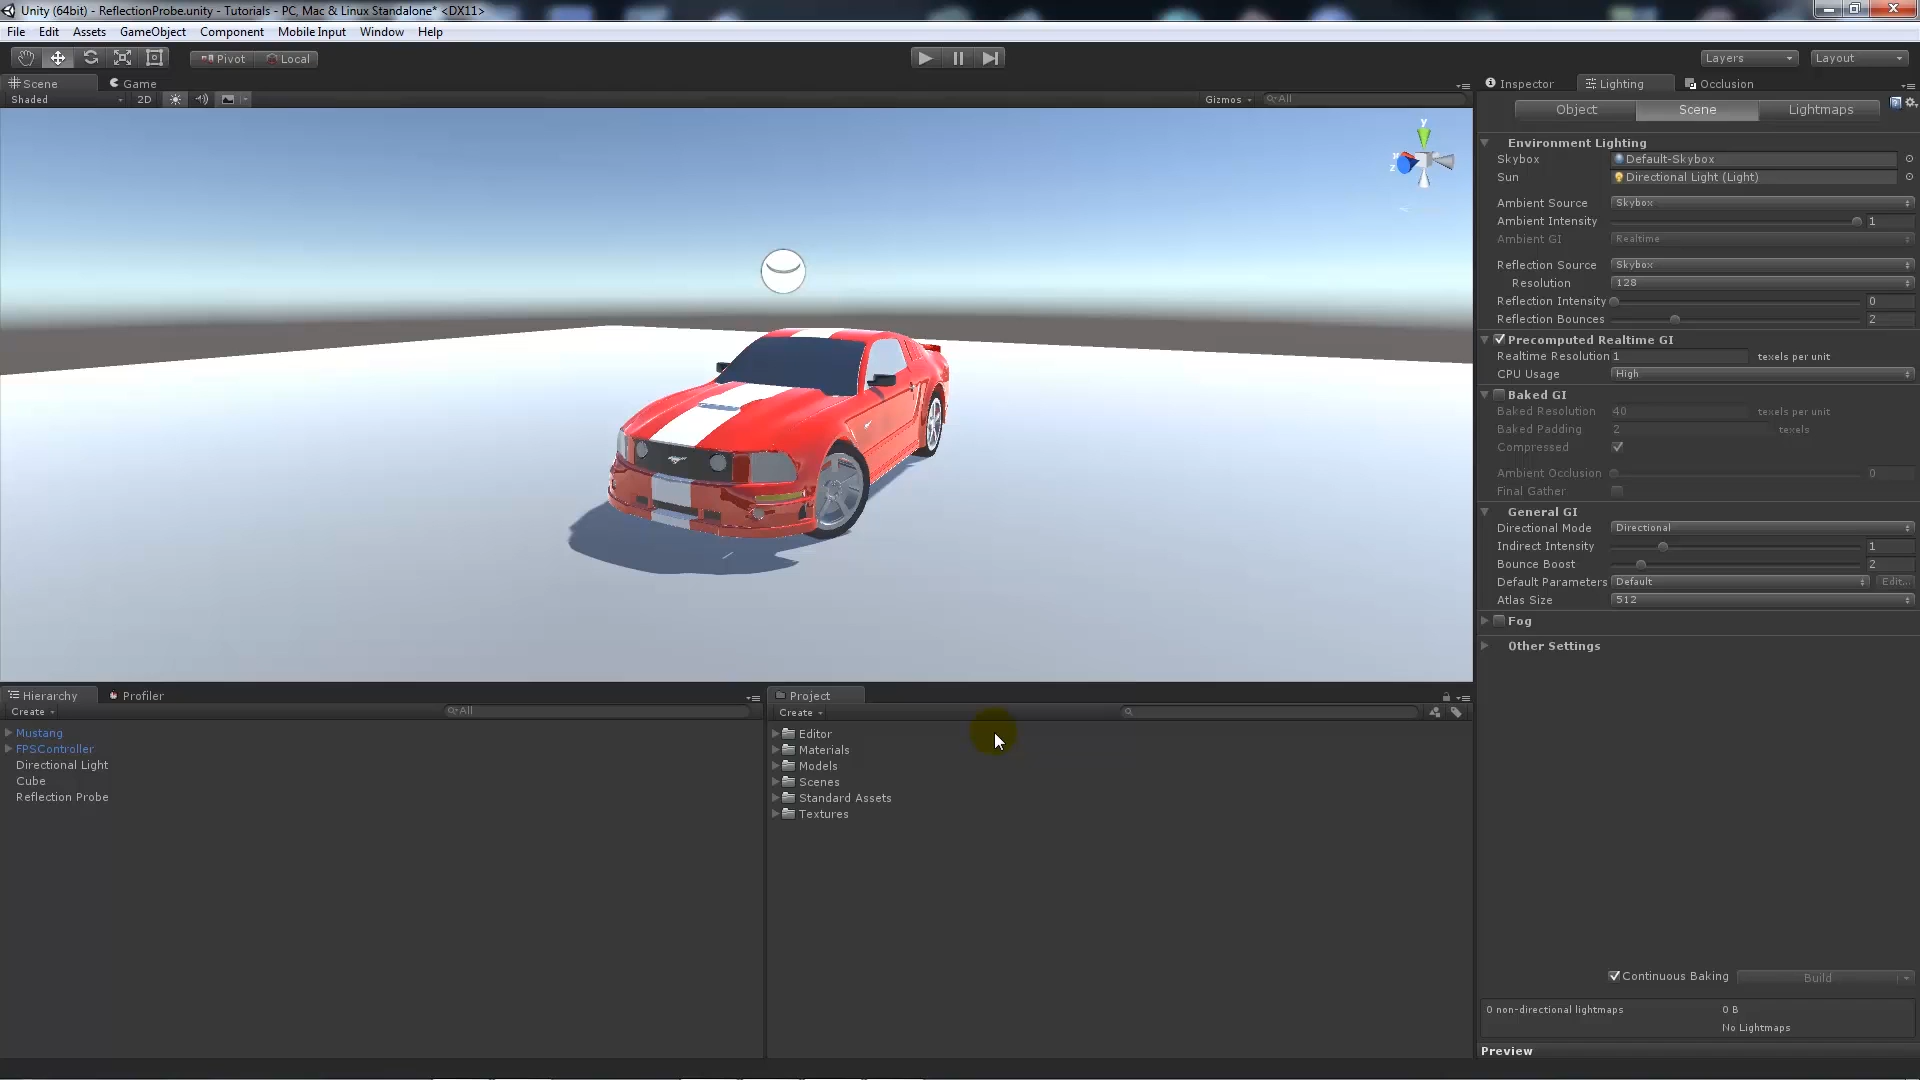 Unity (64bit) - ReflectionProbe.unity - Tutorials - PC, Mac & Linux Standalone* <DX11>
File Edit Assets GameObject Component Mobile Input Window Help
Pivot Local Layers Layout
Scene Game Inspector Lighting Occlusion
Shaded 2D Gizmos All
Object Scene Lightmaps
y
x
z
Environment Lighting
Skybox Default-Skybox
Sun Directional Light (Light)
Ambient Source Skybox
Ambient Intensity 1
Ambient GI Realtime
Reflection Source Skybox
Resolution 128
Reflection Intensity 0
Reflection Bounces 2
Precomputed Realtime GI
Realtime Resolution 1 texels per unit
CPU Usage High
Baked GI
Baked Resolution 40 texels per unit
Baked Padding 2 texels
Compressed
Ambient Occlusion 0
Final Gather
General GI
Directional Mode Directional
Indirect Intensity 1
Bounce Boost 2
Default Parameters Default Edit...
Atlas Size 512
Fog
Other Settings
Continuous Baking Build
0 non-directional lightmaps 0 B
No Lightmaps
Preview
Hierarchy Profiler
Create All
Mustang
FPSController
Directional Light
Cube
Reflection Probe
Project
Create
Editor
Materials
Models
Scenes
Standard Assets
Textures